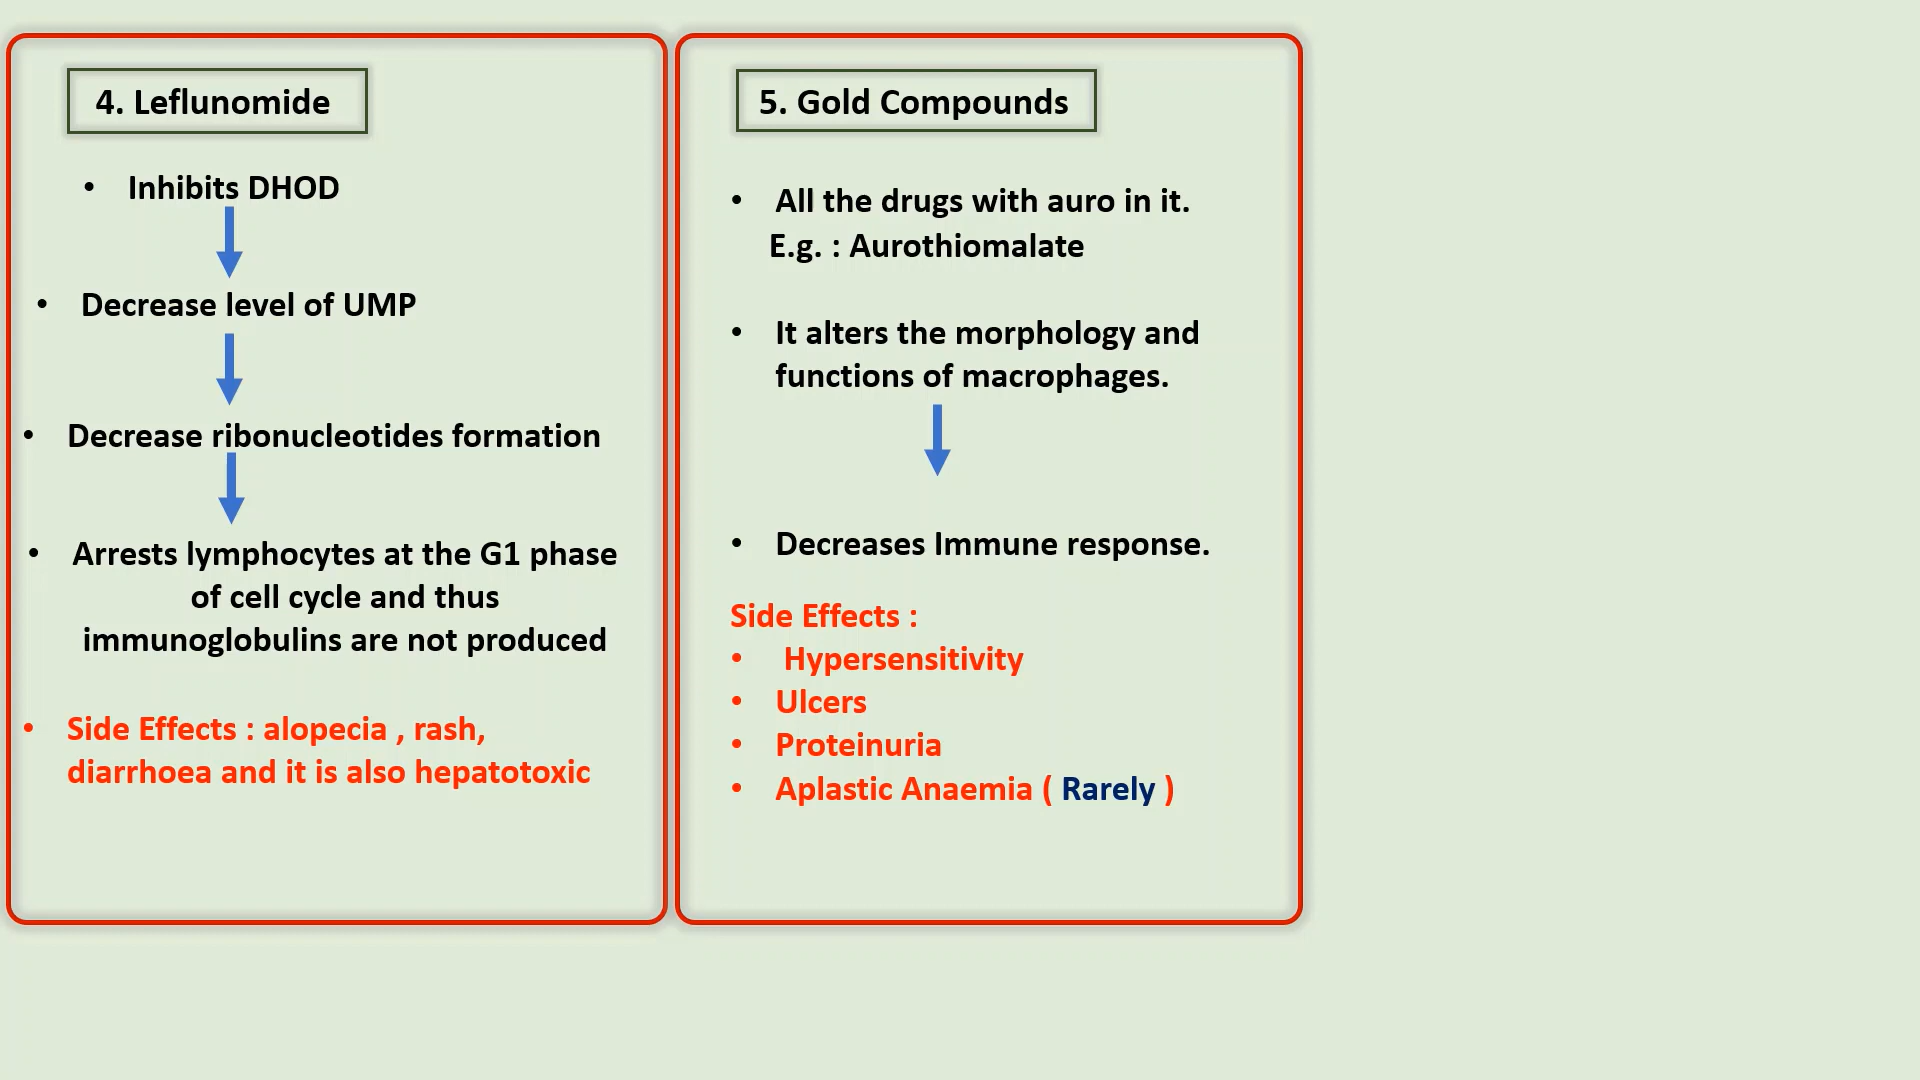 4. Leflunomide
• Inhibits DHOD
• Decrease level of UMP
• Decrease ribonucleotides formation
• Arrests lymphocytes at the G1 phase
of cell cycle and thus
immunoglobulins are not produced
• Side Effects : alopecia , rash,
diarrhoea and it is also hepatotoxic
5. Gold Compounds
• All the drugs with auro in it.
E.g. : Aurothiomalate
• It alters the morphology and
functions of macrophages.
• Decreases Immune response.
Side Effects :
• Hypersensitivity
• Ulcers
• Proteinuria
• Aplastic Anaemia ( Rarely )